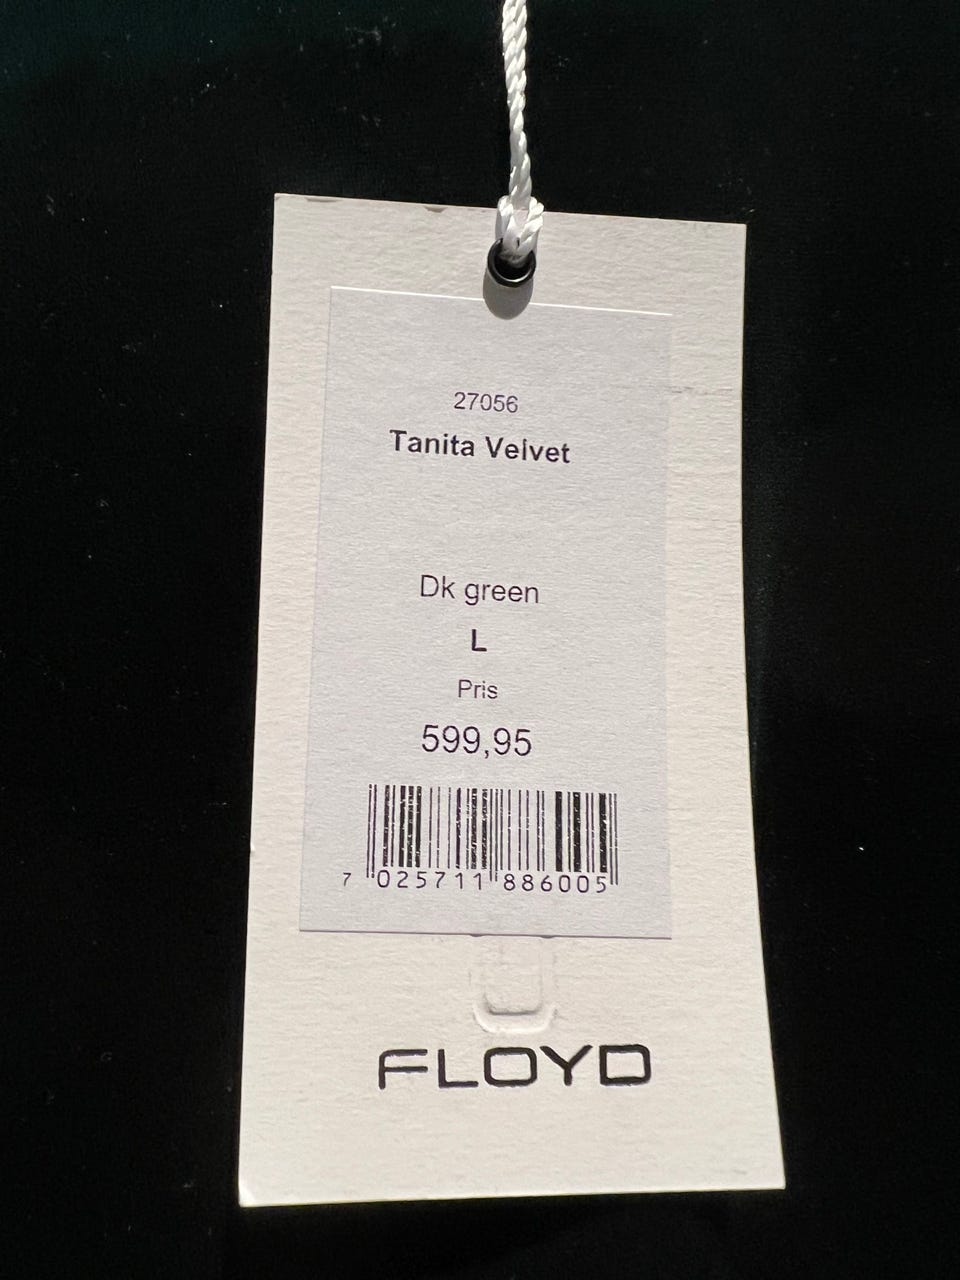 27056
Tanita Velvet
Dk green
L
Pris
599,95
7 025711 886005
FLOYD